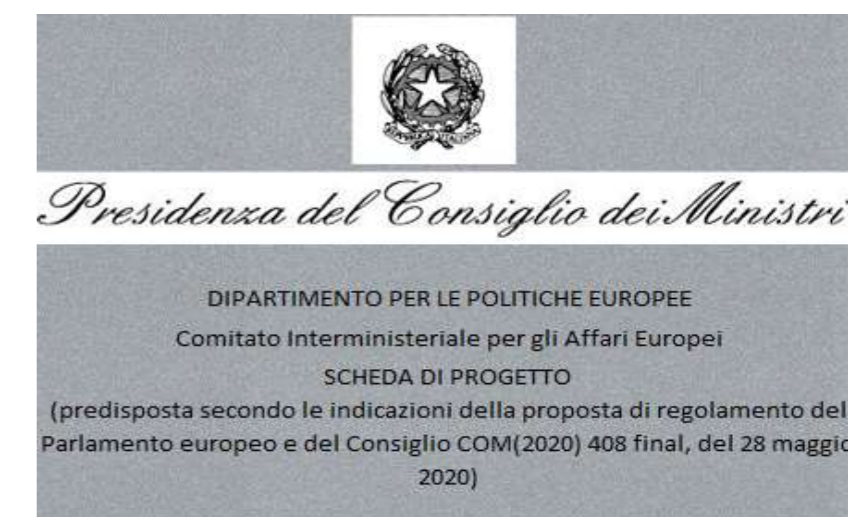 REPVBBLICA ITALIANA
Presidenza del Consiglio dei Ministri
DIPARTIMENTO PER LE POLITICHE EUROPEE
Comitato Interministeriale per gli Affari Europei
SCHEDA DI PROGETTO
(predisposta secondo le indicazioni della proposta di regolamento del
Parlamento europeo e del Consiglio COM(2020) 408 final, del 28 maggio
2020)